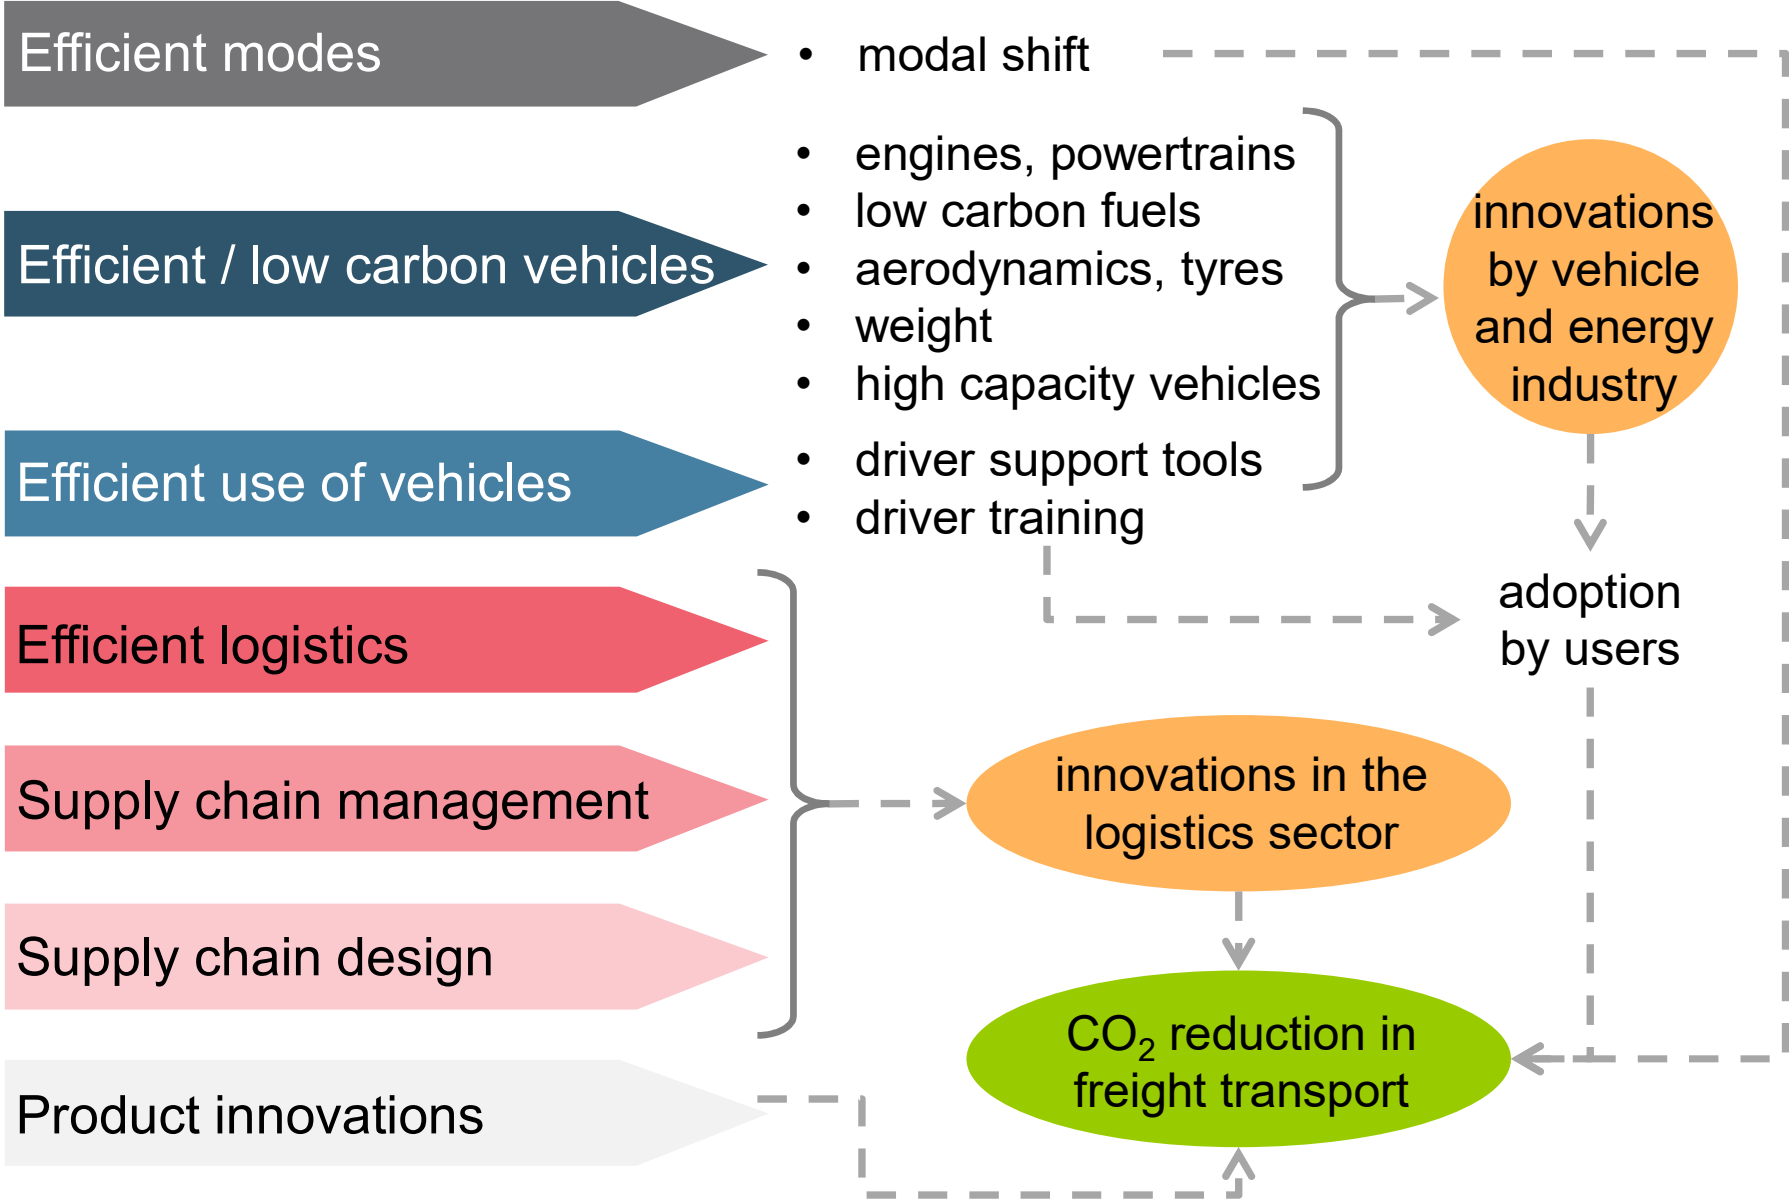 Efficient modes
• modal shift
• engines, powertrains
• low carbon fuels
Efficient / low carbon vehicles
• aerodynamics, tyres
• weight
• high capacity vehicles
innovations
by vehicle
and energy
industry
Efficient use of vehicles
• driver support tools
• driver training
adoption
by users
Efficient logistics
Supply chain management
innovations in the
logistics sector
Supply chain design
CO₂ reduction in
freight transport
Product innovations